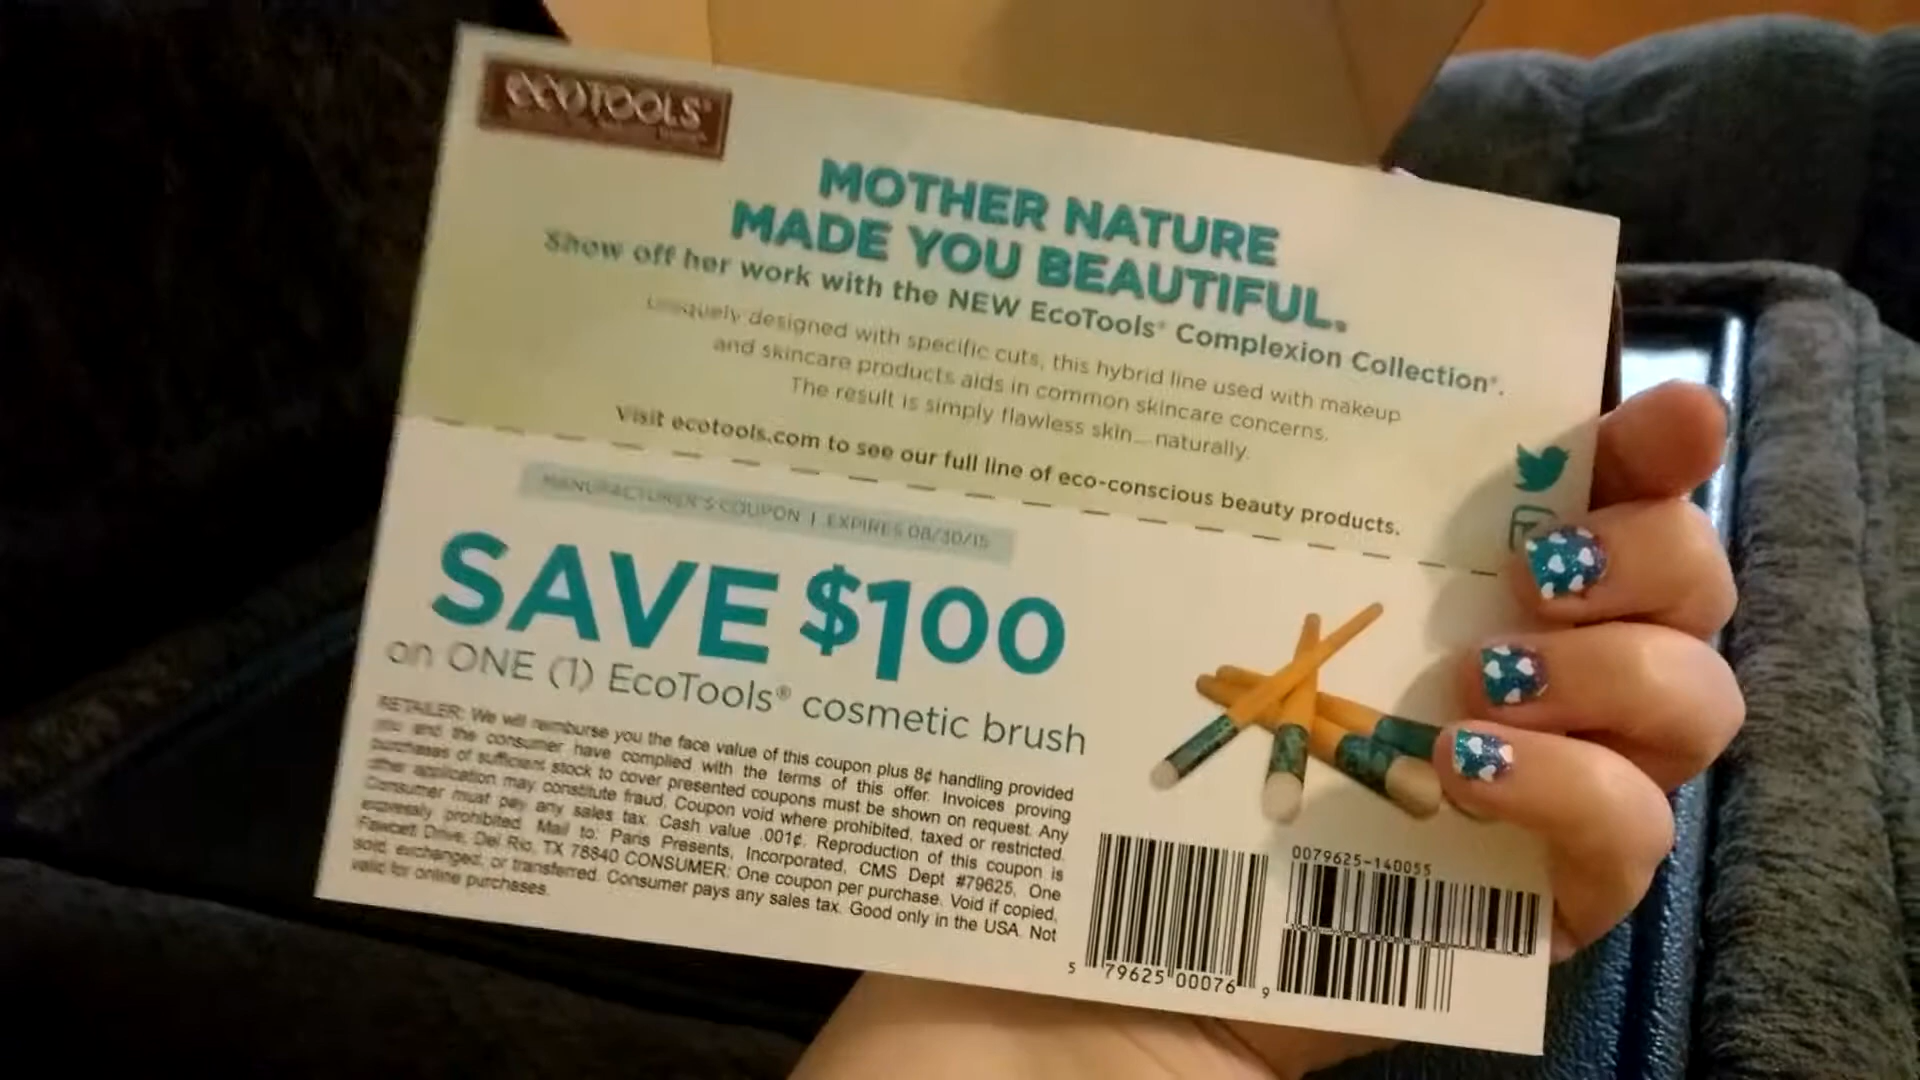 ECOTOOLS®
MOTHER NATURE
MADE YOU BEAUTIFUL.
Show off her work with the NEW EcoTools® Complexion Collection®.
Uniquely designed with specific cuts, this hybrid line used with makeup
and skincare products aids in common skincare concerns.
The result is simply flawless skin... naturally.
Visit ecotools.com to see our full line of eco-conscious beauty products.
MANUFACTURER'S COUPON | EXPIRES 08/30/15
SAVE $100
on ONE (1) EcoTools® cosmetic brush
RETAILER: We will reimburse you the face value of this coupon plus 8¢ handling provided
you and the consumer have complied with the terms of this offer. Invoices proving
purchases of sufficient stock to cover presented coupons must be shown on request. Any
other application may constitute fraud. Coupon void where prohibited, taxed or restricted.
Consumer must pay any sales tax. Cash value .001¢. Reproduction of this coupon is
expressly prohibited. Mail to: Paris Presents, Incorporated, CMS Dept #79625, One
Fawcett Drive, Del Rio, TX 78840 CONSUMER: One coupon per purchase. Void if copied,
sold, exchanged, or transferred. Consumer pays any sales tax. Good only in the USA. Not
valid for online purchases.
0079625-140055
5 79625 00076 9